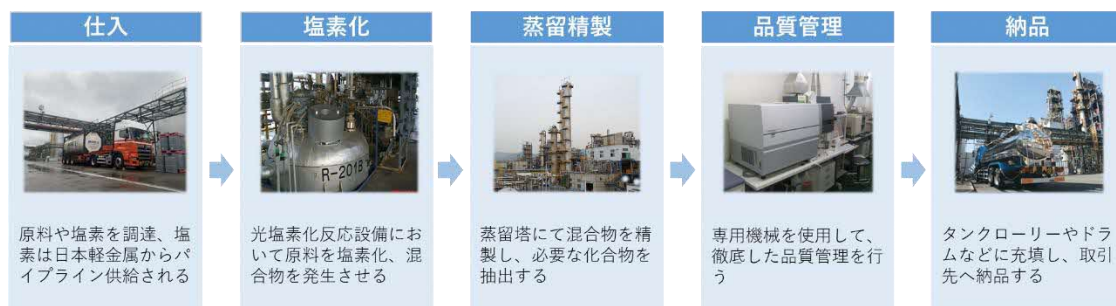 仕入
塩素化
蒸留精製
品質管理
納品
R-201B
原料や塩素を調達、塩
素は日本軽金属からパ
イプライン供給される
光塩素化反応設備にお
いて原料を塩素化、混
合物を発生させる
蒸留塔にて混合物を精
製し、必要な化合物を
抽出する
専用機械を使用して、
徹底した品質管理を行
う
タンクローリーやドラ
ムなどに充填し、取引
先へ納品する